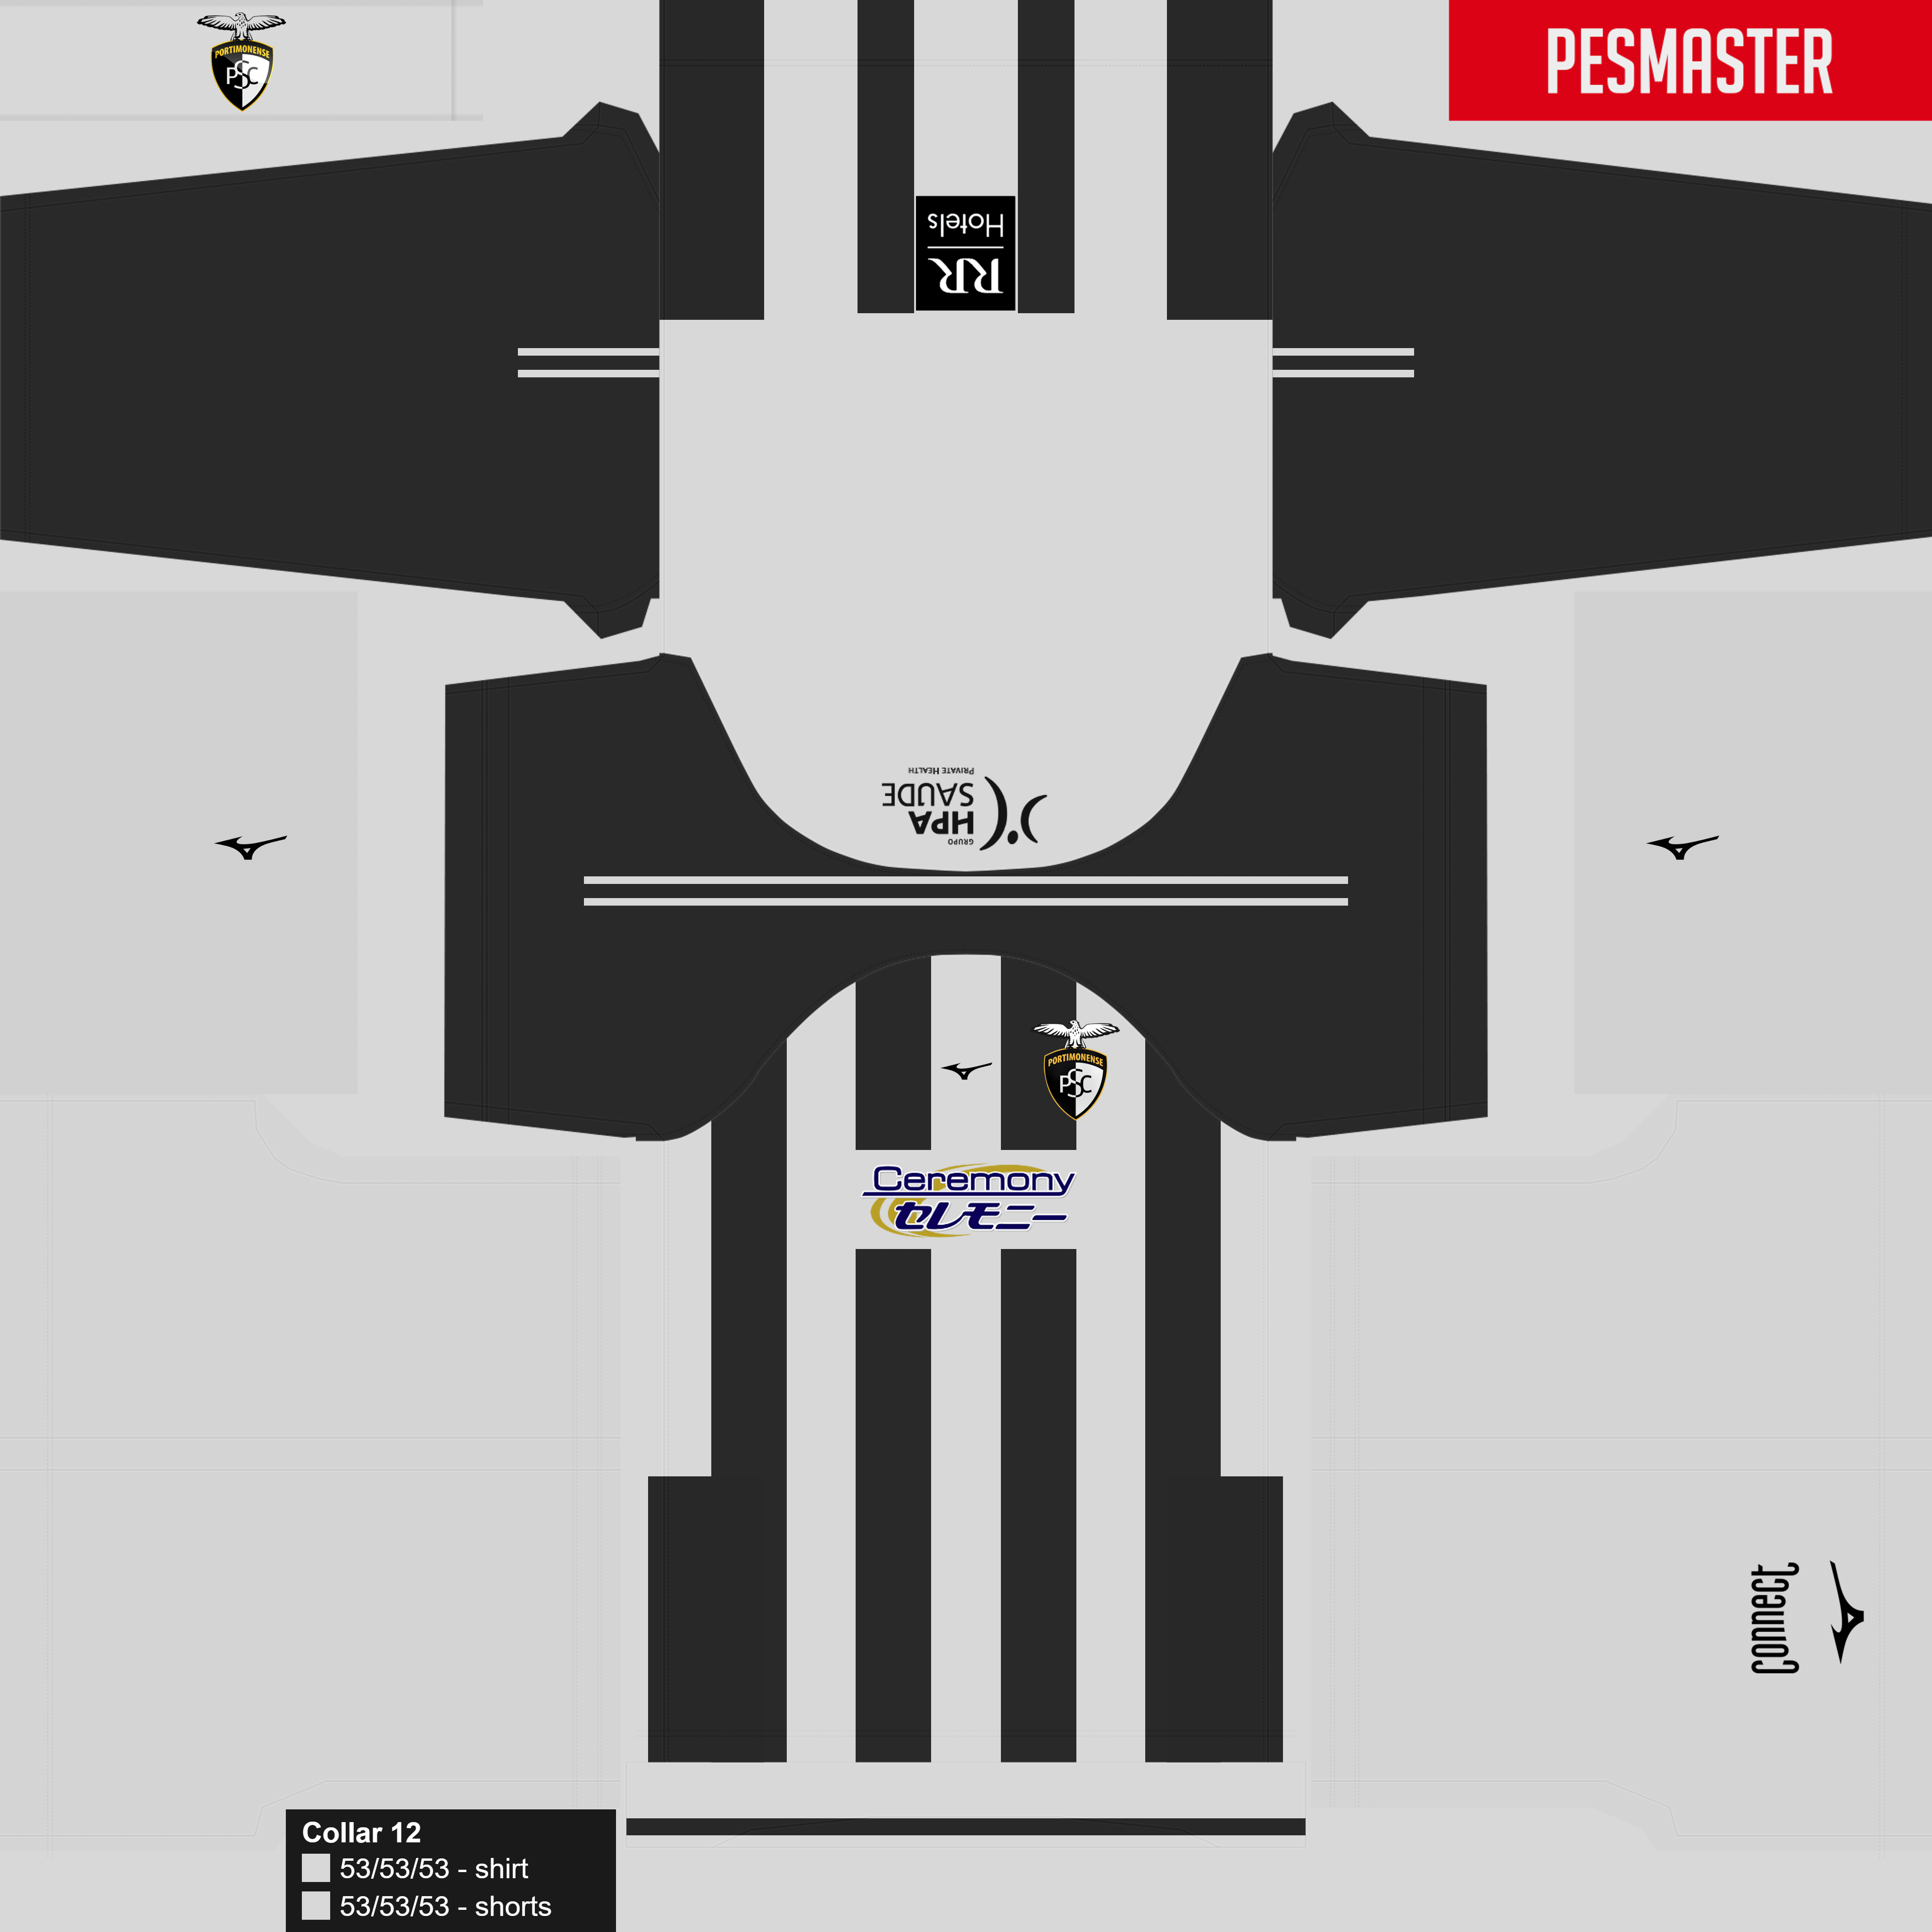 PORTIMONENSE
PSC
PESMASTER
RR
Hotels
GRUPO
HPA
SAUDE
PRIVATE HEALTH
PORTIMONENSE
PSC
Ceremony
セレモニー
connect
Collar 12
53/53/53 - shirt
53/53/53 - shorts